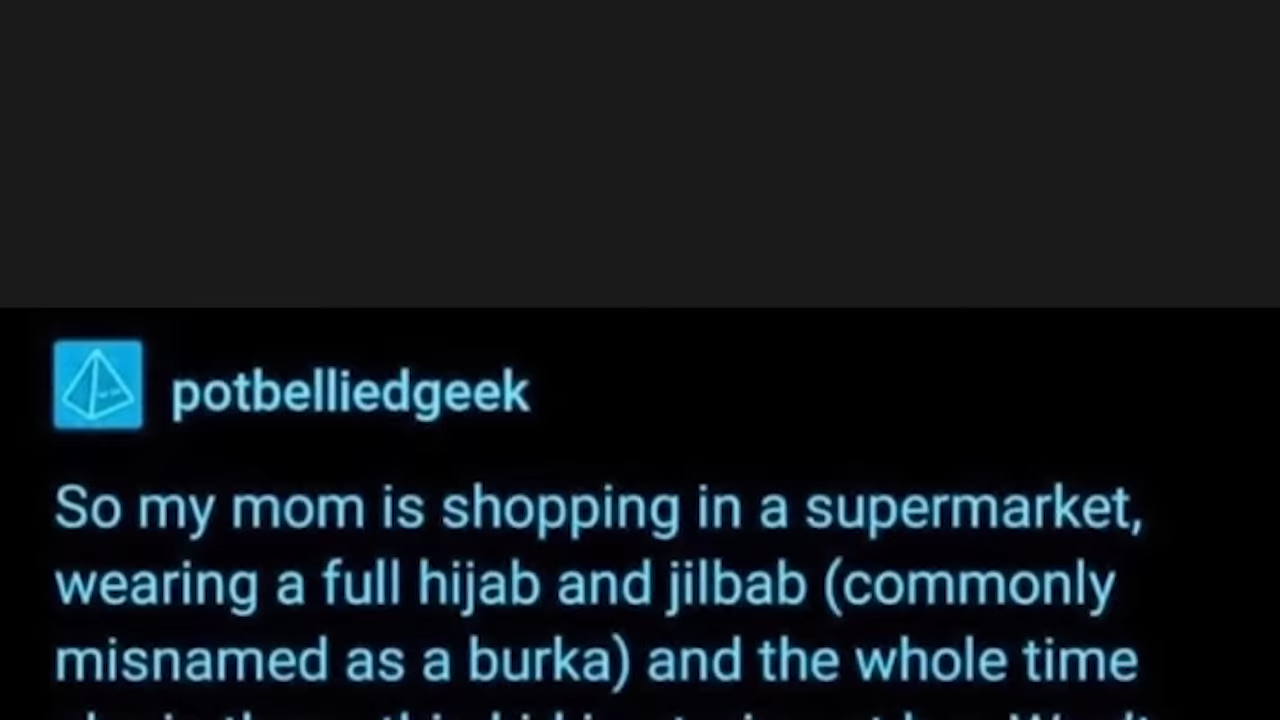 potbelliedgeek
So my mom is shopping in a supermarket,
wearing a full hijab and jilbab (commonly
misnamed as a burka) and the whole time